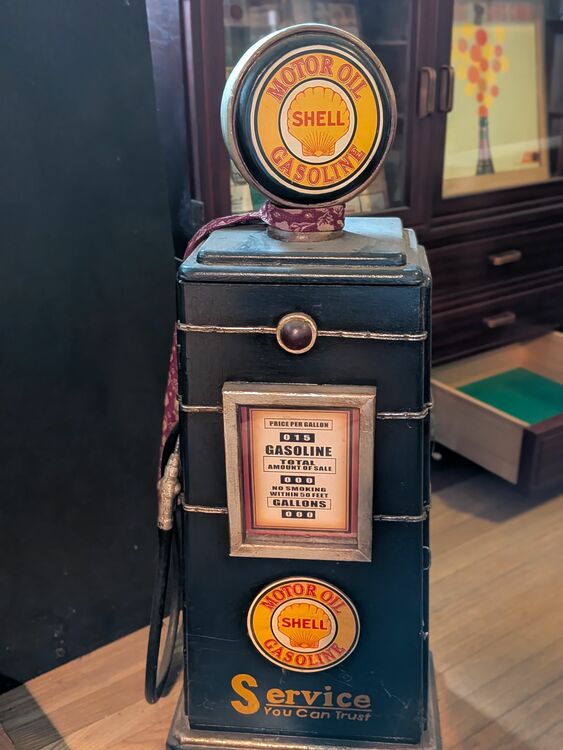 MOTOR OIL
SHELL
GASOLINE
PRICE PER GALLON
015
GASOLINE
TOTAL
AMOUNT OF SALE
000
NO SMOKING
WITHIN 50 FEET
GALLONS
000
MOTOR OIL
SHELL
GASOLINE
Service
You Can Trust